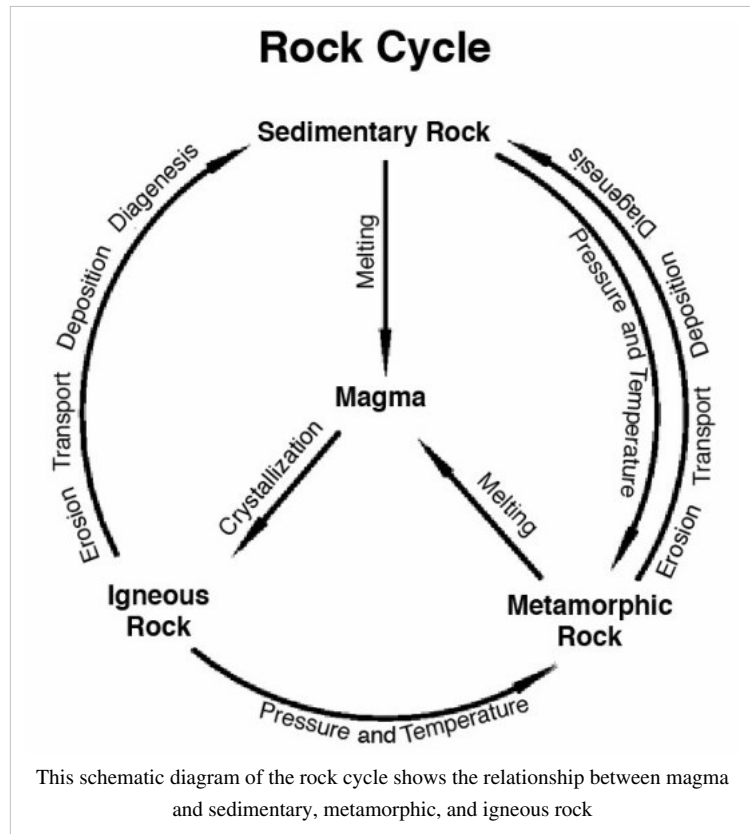 Rock Cycle
Sedimentary Rock
Erosion Transport Deposition Diagenesis
Melting
Pressure and Temperature
Erosion Transport Deposition Diagenesis
Magma
Crystallization
Melting
Igneous
Rock
Metamorphic
Rock
Pressure and Temperature
This schematic diagram of the rock cycle shows the relationship between magma
and sedimentary, metamorphic, and igneous rock